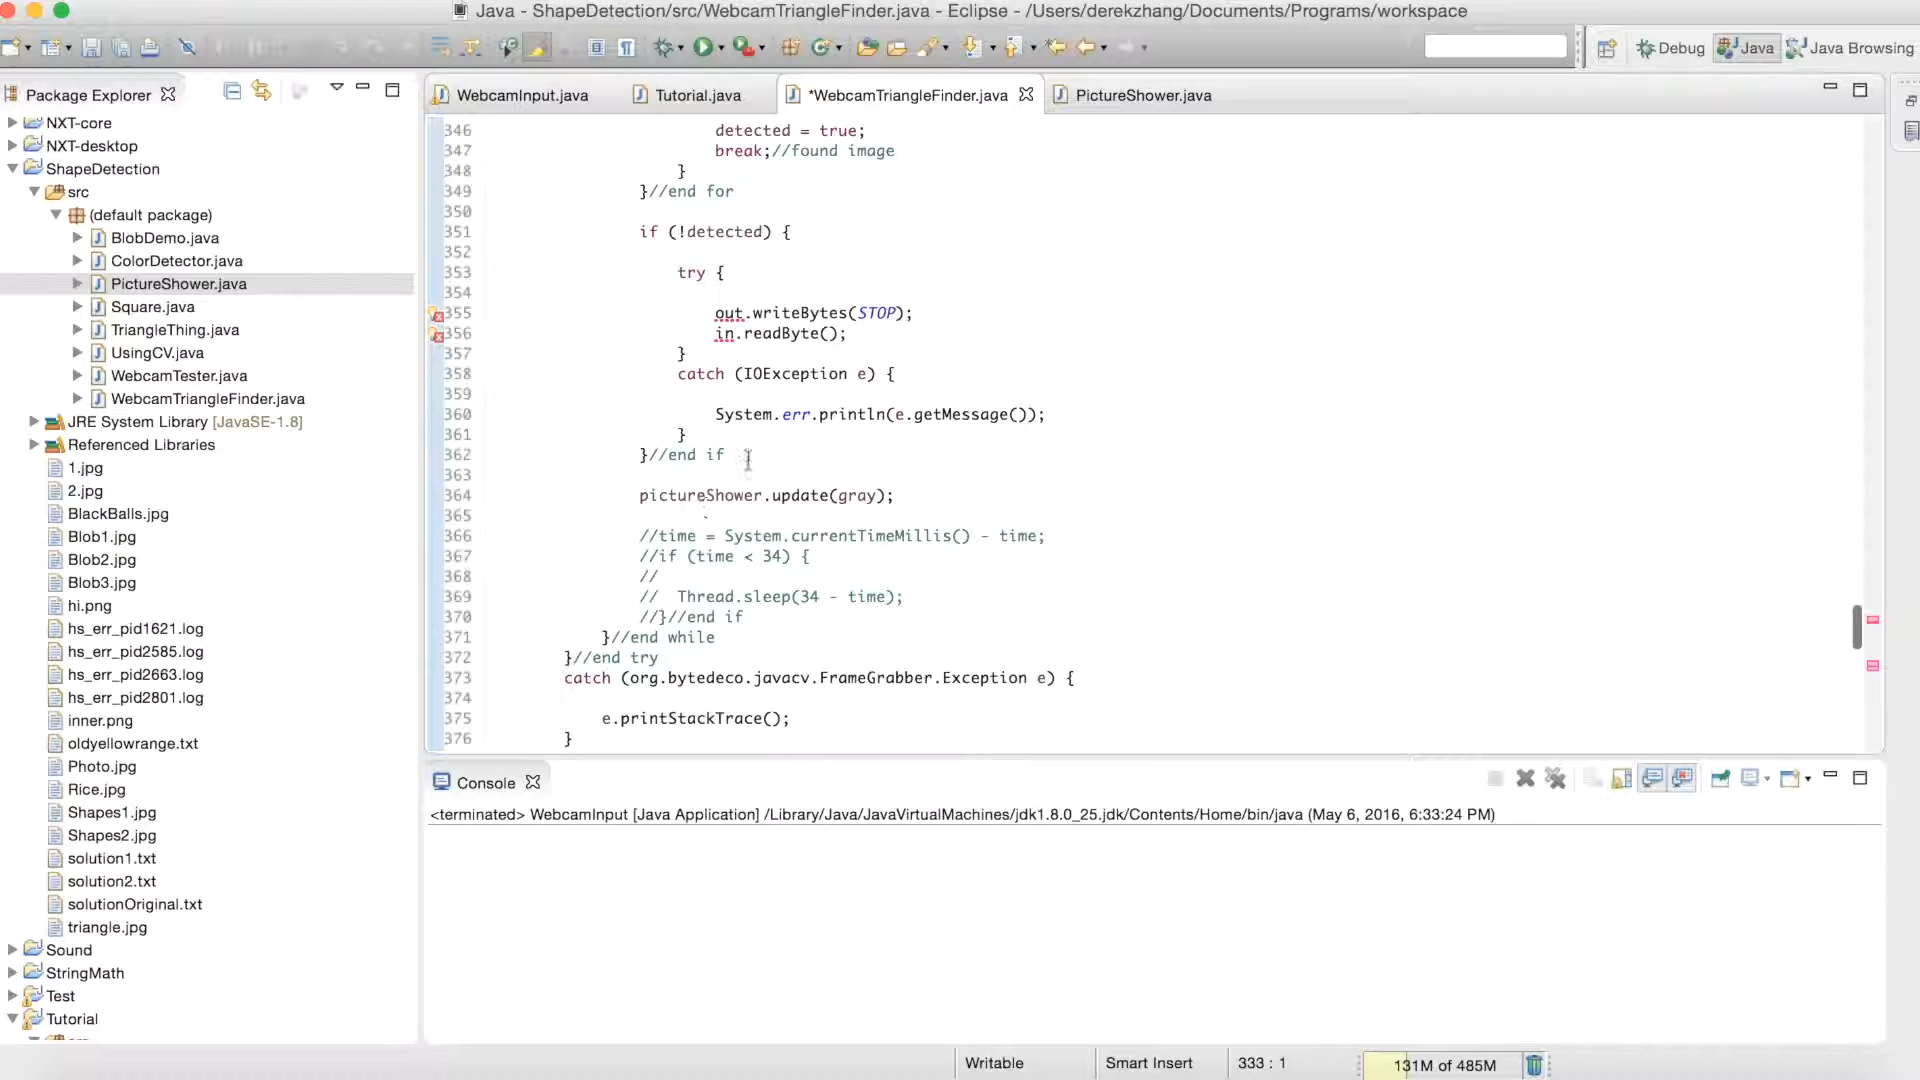 Java - ShapeDetection/src/WebcamTriangleFinder.java - Eclipse - /Users/derekzhang/Documents/Programs/workspace
Debug
Java
Java Browsing
Package Explorer
NXT-core
NXT-desktop
ShapeDetection
src
(default package)
BlobDemo.java
ColorDetector.java
PictureShower.java
Square.java
TriangleThing.java
UsingCV.java
WebcamTester.java
WebcamTriangleFinder.java
JRE System Library [JavaSE-1.8]
Referenced Libraries
1.jpg
2.jpg
BlackBalls.jpg
Blob1.jpg
Blob2.jpg
Blob3.jpg
hi.png
hs_err_pid1621.log
hs_err_pid2585.log
hs_err_pid2663.log
hs_err_pid2801.log
inner.png
oldyellowrange.txt
Photo.jpg
Rice.jpg
Shapes1.jpg
Shapes2.jpg
solution1.txt
solution2.txt
solutionOriginal.txt
triangle.jpg
Sound
StringMath
Test
Tutorial
WebcamInput.java
Tutorial.java
*WebcamTriangleFinder.java
PictureShower.java
346 detected = true;
347 break;//found image
348 }
349 }//end for
350
351 if (!detected) {
352
353 try {
354
355 out.writeBytes(STOP);
356 in.readByte();
357 }
358 catch (IOException e) {
359
360 System.err.println(e.getMessage());
361 }
362 }//end if
363
364 pictureShower.update(gray);
365
366 //time = System.currentTimeMillis() - time;
367 //if (time < 34) {
368 //
369 // Thread.sleep(34 - time);
370 //}//end if
371 }//end while
372 }//end try
373 catch (org.bytedeco.javacv.FrameGrabber.Exception e) {
374
375 e.printStackTrace();
376 }
Console
<terminated> WebcamInput [Java Application] /Library/Java/JavaVirtualMachines/jdk1.8.0_25.jdk/Contents/Home/bin/java (May 6, 2016, 6:33:24 PM)
Writable
Smart Insert
333 : 1
131M of 485M